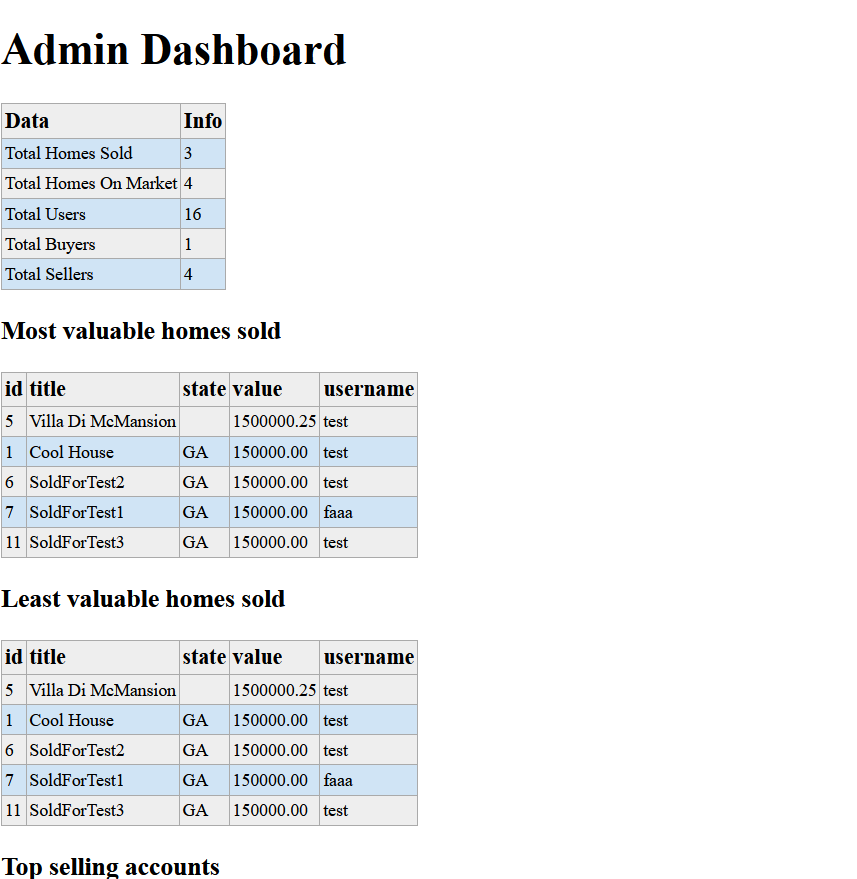 Admin Dashboard
Data Info
Total Homes Sold 3
Total Homes On Market 4
Total Users 16
Total Buyers 1
Total Sellers 4
Most valuable homes sold
id title state value username
5 Villa Di McMansion 1500000.25 test
1 Cool House GA 150000.00 test
6 SoldForTest2 GA 150000.00 test
7 SoldForTest1 GA 150000.00 faaa
11 SoldForTest3 GA 150000.00 test
Least valuable homes sold
id title state value username
5 Villa Di McMansion 1500000.25 test
1 Cool House GA 150000.00 test
6 SoldForTest2 GA 150000.00 test
7 SoldForTest1 GA 150000.00 faaa
11 SoldForTest3 GA 150000.00 test
Top selling accounts